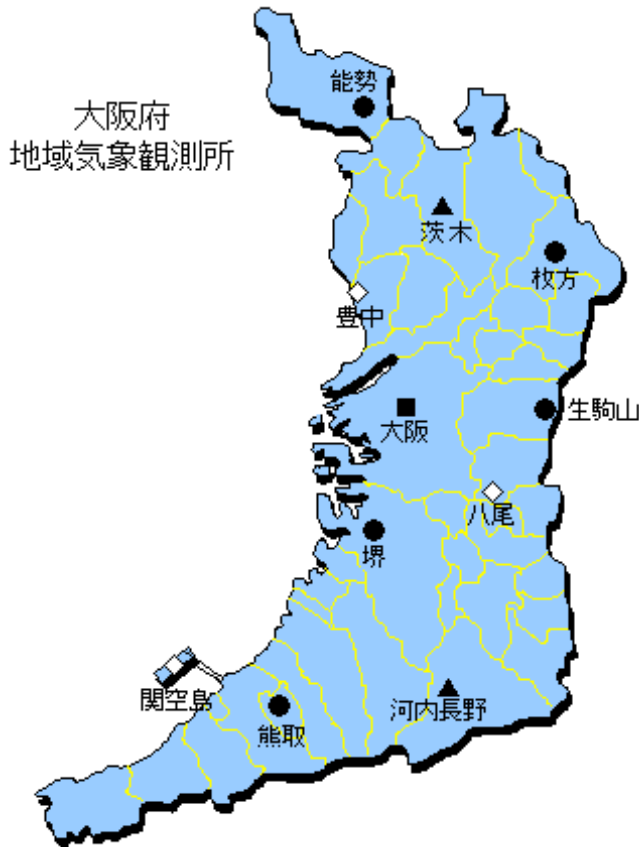 能勢
大阪府
地域気象観測所
茨木
枚方
豊中
大阪
生駒山
八尾
堺
関空島
熊取
河内長野